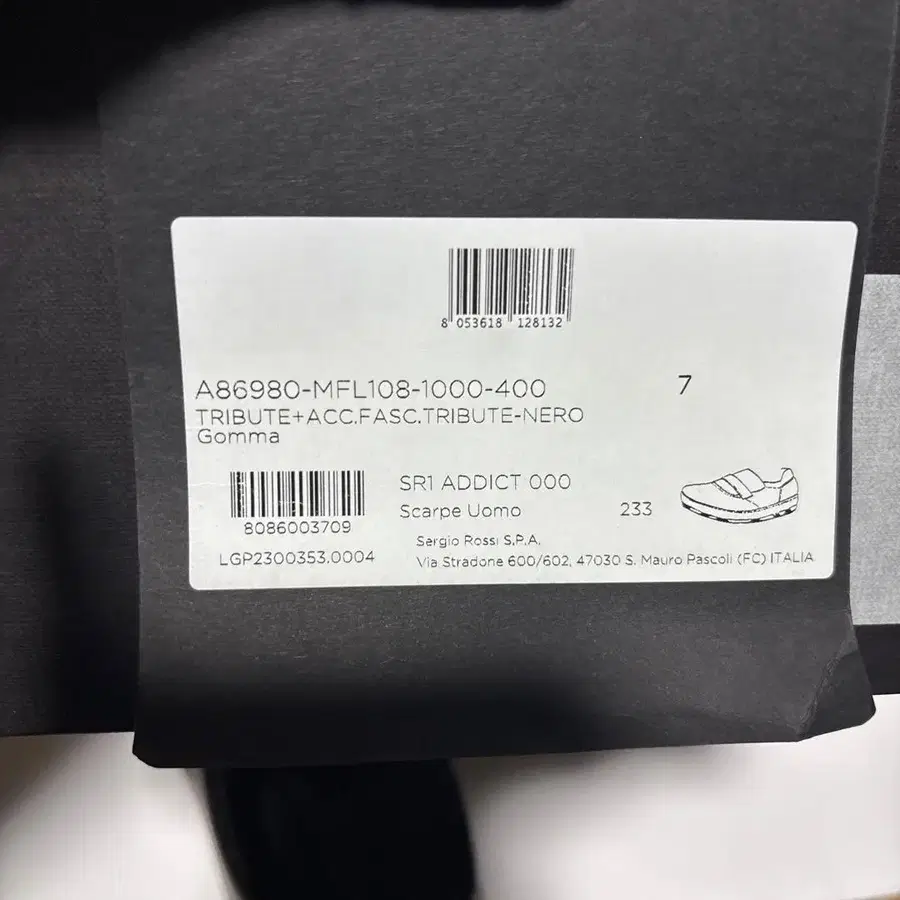 8 053618 128132
A86980-MFL108-1000-400 7
TRIBUTE+ACC.FASC.TRIBUTE-NERO
Gomma
SR1 ADDICT 000
8086003709
Scarpe Uomo 233
LGP2300353.0004
Sergio Rossi S.P.A.
Via Stradone 600/602, 47030 S. Mauro Pascoli (FC) ITALIA